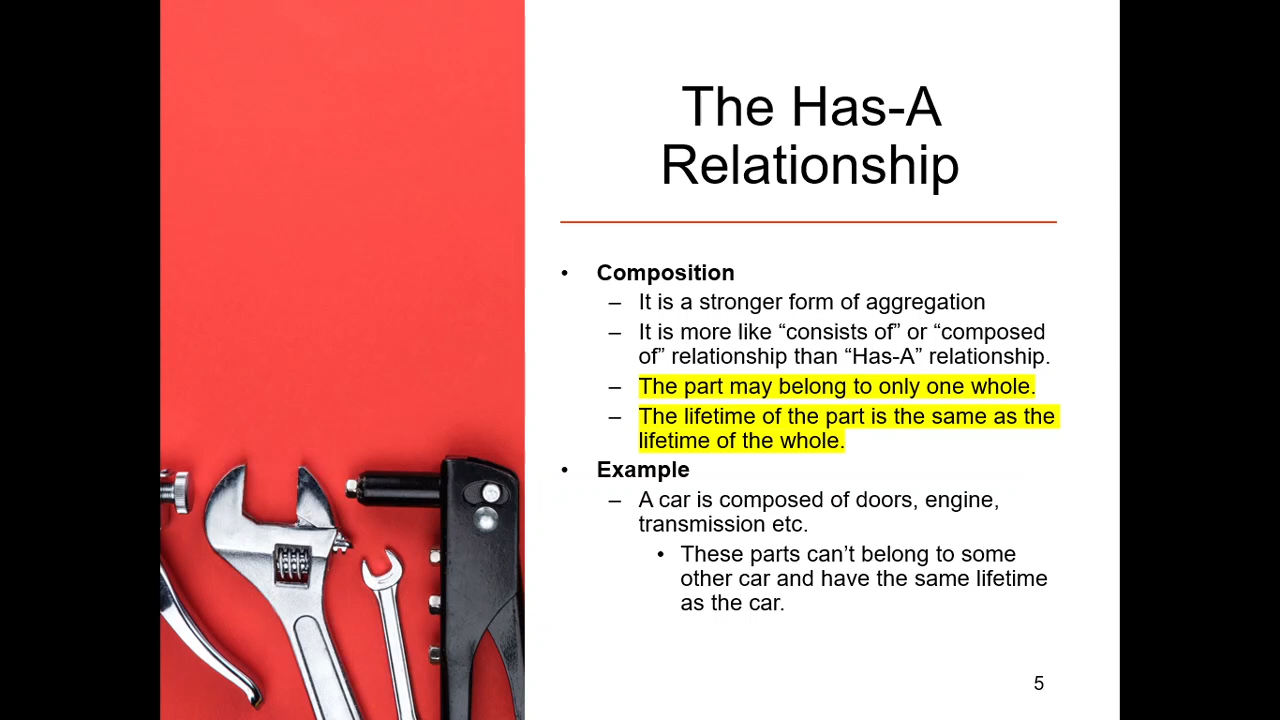 The Has-A
Relationship
• Composition
– It is a stronger form of aggregation
– It is more like “consists of” or “composed
of” relationship than “Has-A” relationship.
– The part may belong to only one whole.
– The lifetime of the part is the same as the
lifetime of the whole.
• Example
– A car is composed of doors, engine,
transmission etc.
• These parts can’t belong to some
other car and have the same lifetime
as the car.
5